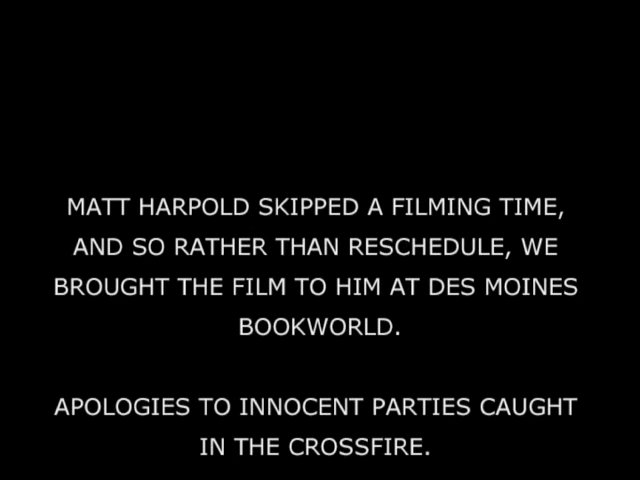 MATT HARPOLD SKIPPED A FILMING TIME,
AND SO RATHER THAN RESCHEDULE, WE
BROUGHT THE FILM TO HIM AT DES MOINES
BOOKWORLD.
APOLOGIES TO INNOCENT PARTIES CAUGHT
IN THE CROSSFIRE.